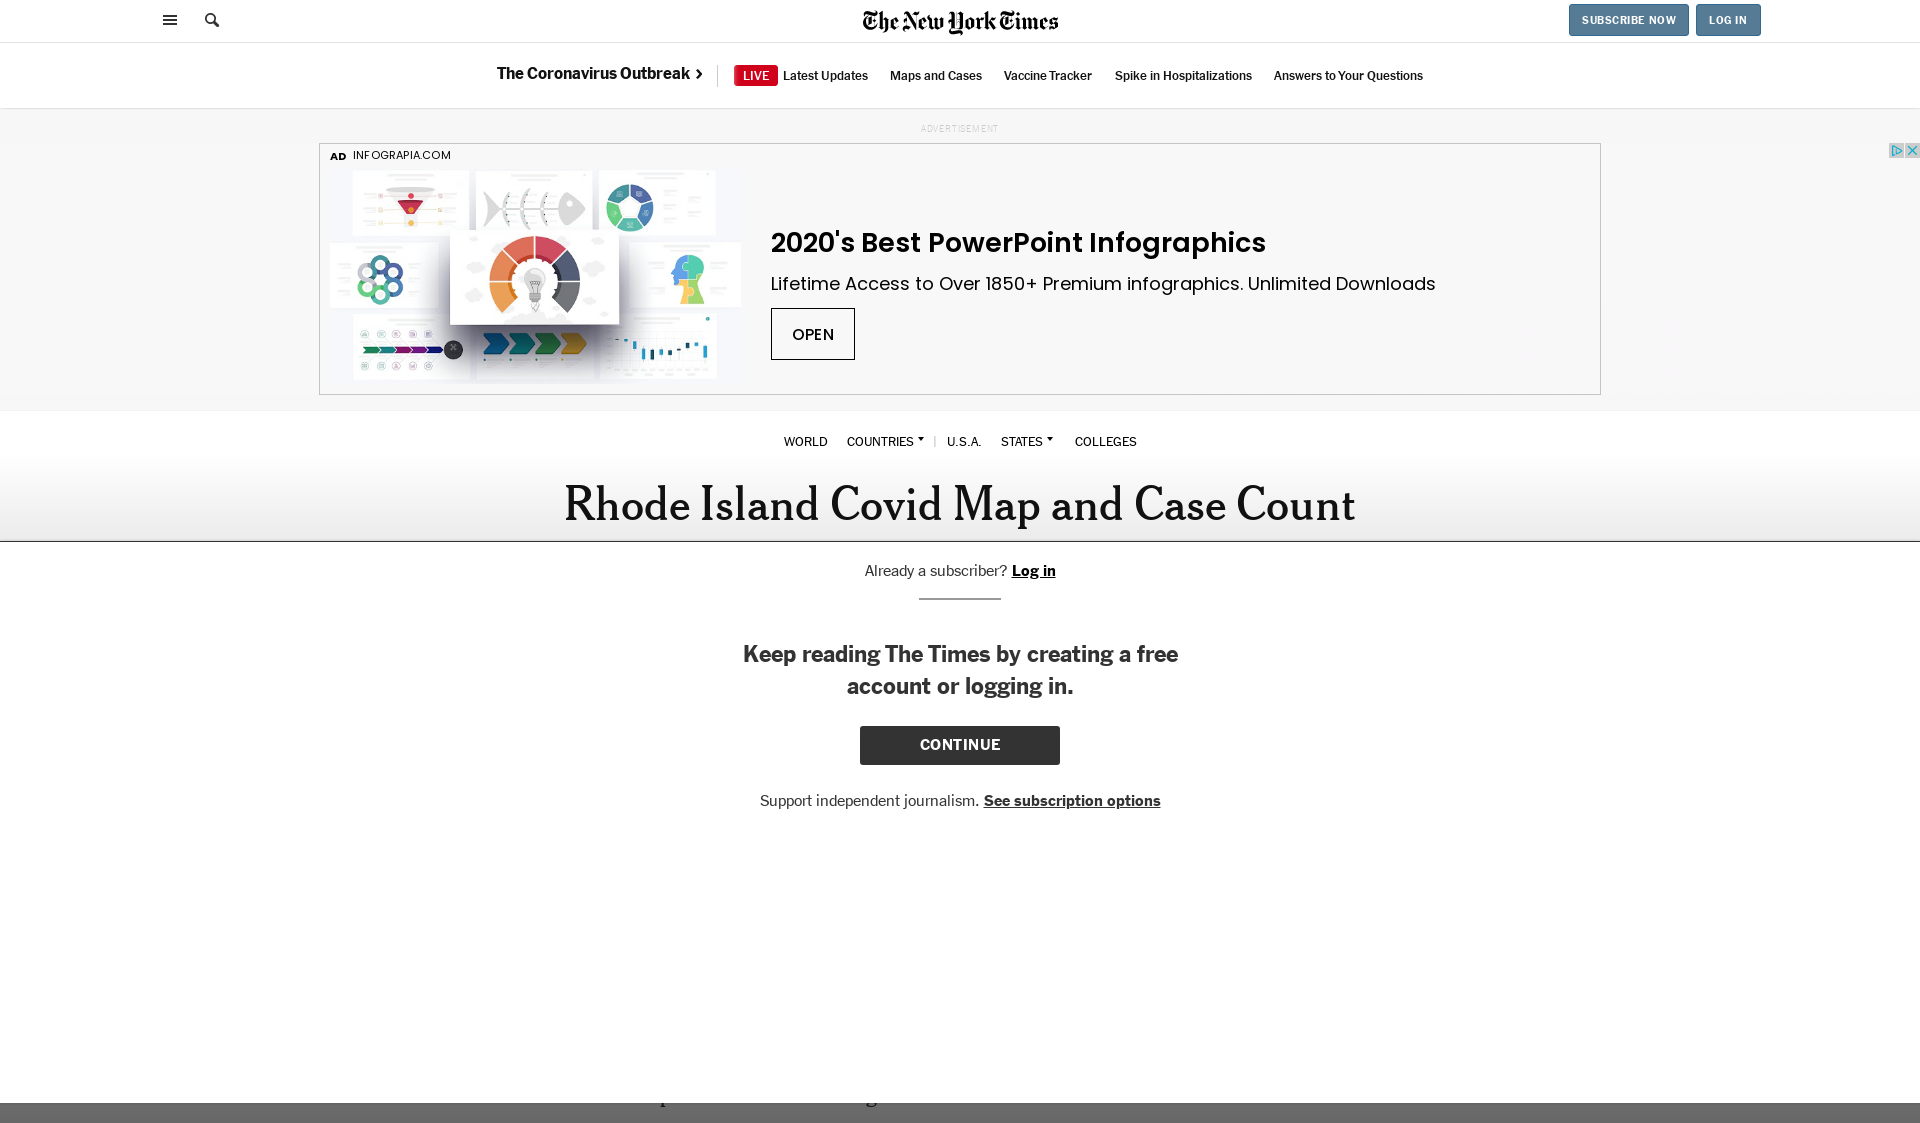 The New York Times
SUBSCRIBE NOW
LOG IN
The Coronavirus Outbreak
LIVE Latest Updates
Maps and Cases
Vaccine Tracker
Spike in Hospitalizations
Answers to Your Questions
ADVERTISEMENT
AD INFOGRAPIA.COM
2020's Best PowerPoint Infographics
Lifetime Access to Over 1850+ Premium infographics. Unlimited Downloads
OPEN
WORLD COUNTRIES | U.S.A. STATES COLLEGES
Rhode Island Covid Map and Case Count
Already a subscriber? Log in
Keep reading The Times by creating a free
account or logging in.
CONTINUE
Support independent journalism. See subscription options